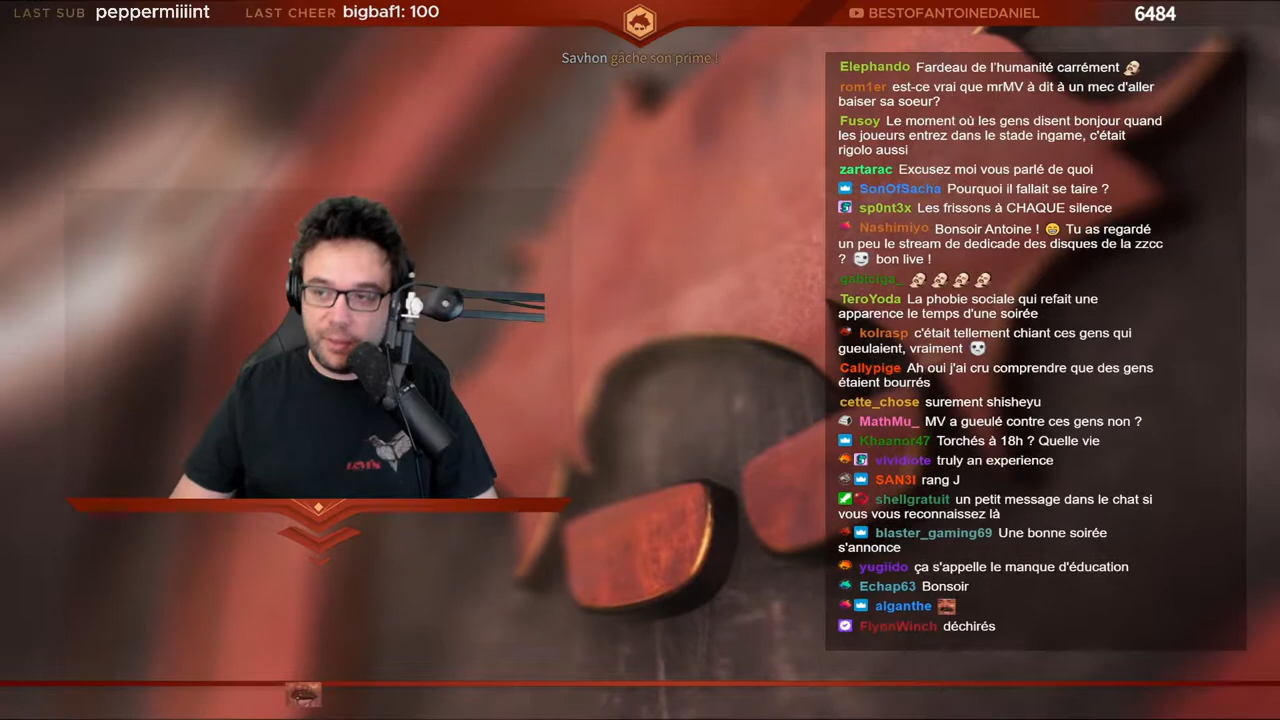 LAST SUB peppermiiiint LAST CHEER bigbaf1: 100 BESTOFANTOINEDANIEL 6484
Savhon gâche son prime !
Elephando Fardeau de l'humanité carrément
rom1er est-ce vrai que mrMV à dit à un mec d'aller
baiser sa soeur?
Fusoy Le moment où les gens disent bonjour quand
les joueurs entrez dans le stade ingame, c'était
rigolo aussi
zartarac Excusez moi vous parlé de quoi
SonOfSacha Pourquoi il fallait se taire ?
sp0nt3x Les frissons à CHAQUE silence
Nashimiyo Bonsoir Antoine ! Tu as regardé
un peu le stream de dedicade des disques de la zzcc
? bon live !
TeroYoda La phobie sociale qui refait une
apparence le temps d'une soirée
kolrasp c'était tellement chiant ces gens qui
gueulaient, vraiment
Callypige Ah oui j'ai cru comprendre que des gens
étaient bourrés
cette_chose surement shisheyu
MathMu_ MV a gueulé contre ces gens non ?
Khaanor47 Torchés à 18h ? Quelle vie
vividiote truly an experience
SAN3I rang J
shellgratuit un petit message dans le chat si
vous vous reconnaissez là
blaster_gaming69 Une bonne soirée
s'annonce
yugiido ça s'appelle le manque d'éducation
Echap63 Bonsoir
alganthe
FlynnWinch déchirés